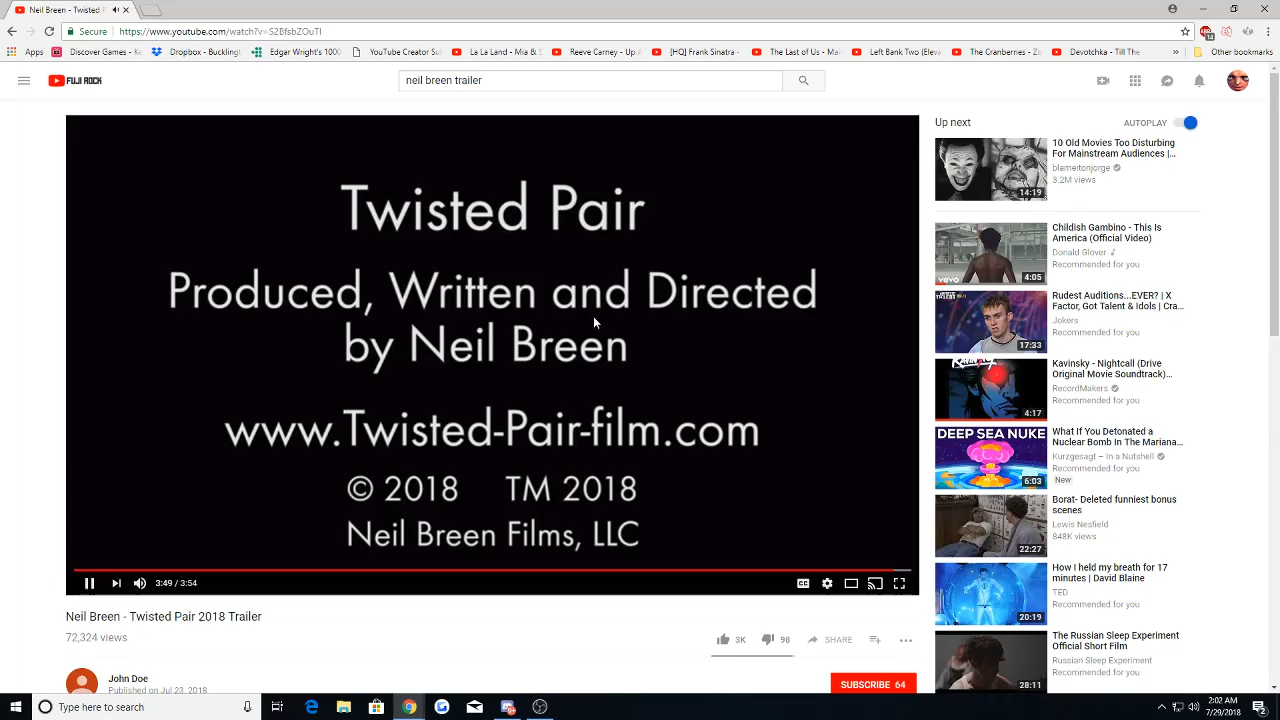 Neil Breen - Twisted Pair
Secure
https://www.youtube.com/watch?v=S2BfsbZOuTI
Apps
Discover Games - Ke
Dropbox - Buckling
Edgar Wright's 1000
YouTube Creator Su
La La Land - Mia & S
Reeve Carney - Up A
[HQ] Frank Sinatra -
The Last of Us - Mai
Left Bank Two (Leve
The Cranberries - Zo
Devotchka - Till The
Other bookmarks
FUJI ROCK
neil breen trailer
Twisted Pair
Produced, Written and Directed
by Neil Breen
www.Twisted-Pair-film.com
© 2018 TM 2018
Neil Breen Films, LLC
3:49 / 3:54
CC
Neil Breen - Twisted Pair 2018 Trailer
72,324 views
3K
98
SHARE
John Doe
Published on Jul 23, 2018
SUBSCRIBE 64
Up next
AUTOPLAY
10 Old Movies Too Disturbing
For Mainstream Audiences |...
blameitonjorge
3.2M views
14:19
Childish Gambino - This Is
America (Official Video)
Donald Glover
Recommended for you
vevo
4:05
Rudest Auditions...EVER? | X
Factor, Got Talent & Idols | Cra...
Jokers
Recommended for you
17:33
Kavinsky - Nightcall (Drive
Original Movie Soundtrack)...
RecordMakers
Recommended for you
4:17
DEEP SEA NUKE
What If You Detonated a
Nuclear Bomb In The Mariana...
Kurzgesagt – In a Nutshell
Recommended for you
New
6:03
Borat- Deleted funniest bonus
scenes
Lewis Nesfield
848K views
22:27
How I held my breath for 17
minutes | David Blaine
TED
Recommended for you
20:19
The Russian Sleep Experiment
Official Short Film
Russian Sleep Experiment
Recommended for you
28:11
Type here to search
2:02 AM
7/29/2018